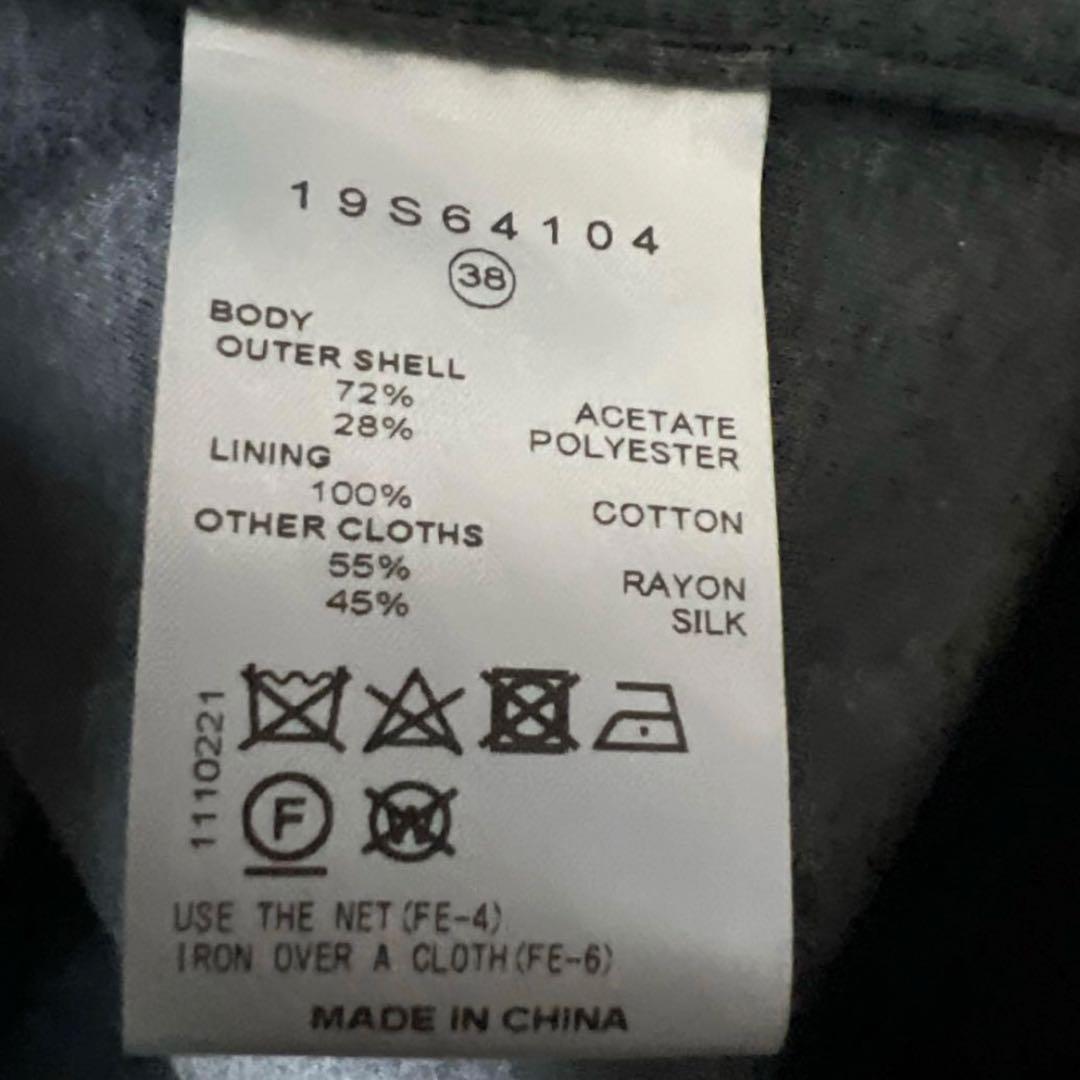 19S64104
38
BODY
OUTER SHELL
72% ACETATE
28% POLYESTER
LINING
100% COTTON
OTHER CLOTHS
55% RAYON
45% SILK
1110221
F W
USE THE NET(FE-4)
IRON OVER A CLOTH(FE-6)
MADE IN CHINA